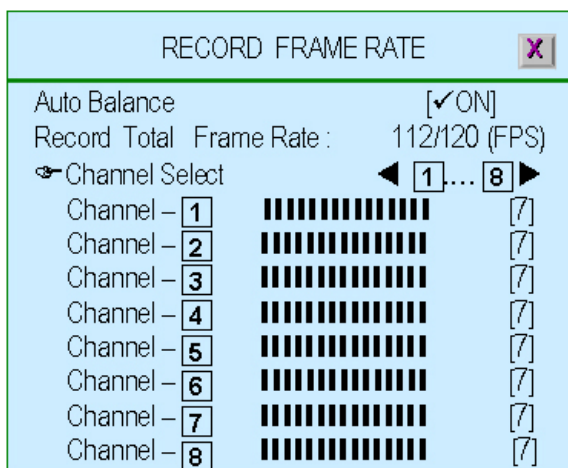 RECORD FRAME RATE X
Auto Balance [✔ON]
Record Total Frame Rate : 112/120 (FPS)
☞Channel Select ◀ 1.... 8 ▶
Channel – 1 [7]
Channel – 2 [7]
Channel – 3 [7]
Channel – 4 [7]
Channel – 5 [7]
Channel – 6 [7]
Channel – 7 [7]
Channel – 8 [7]